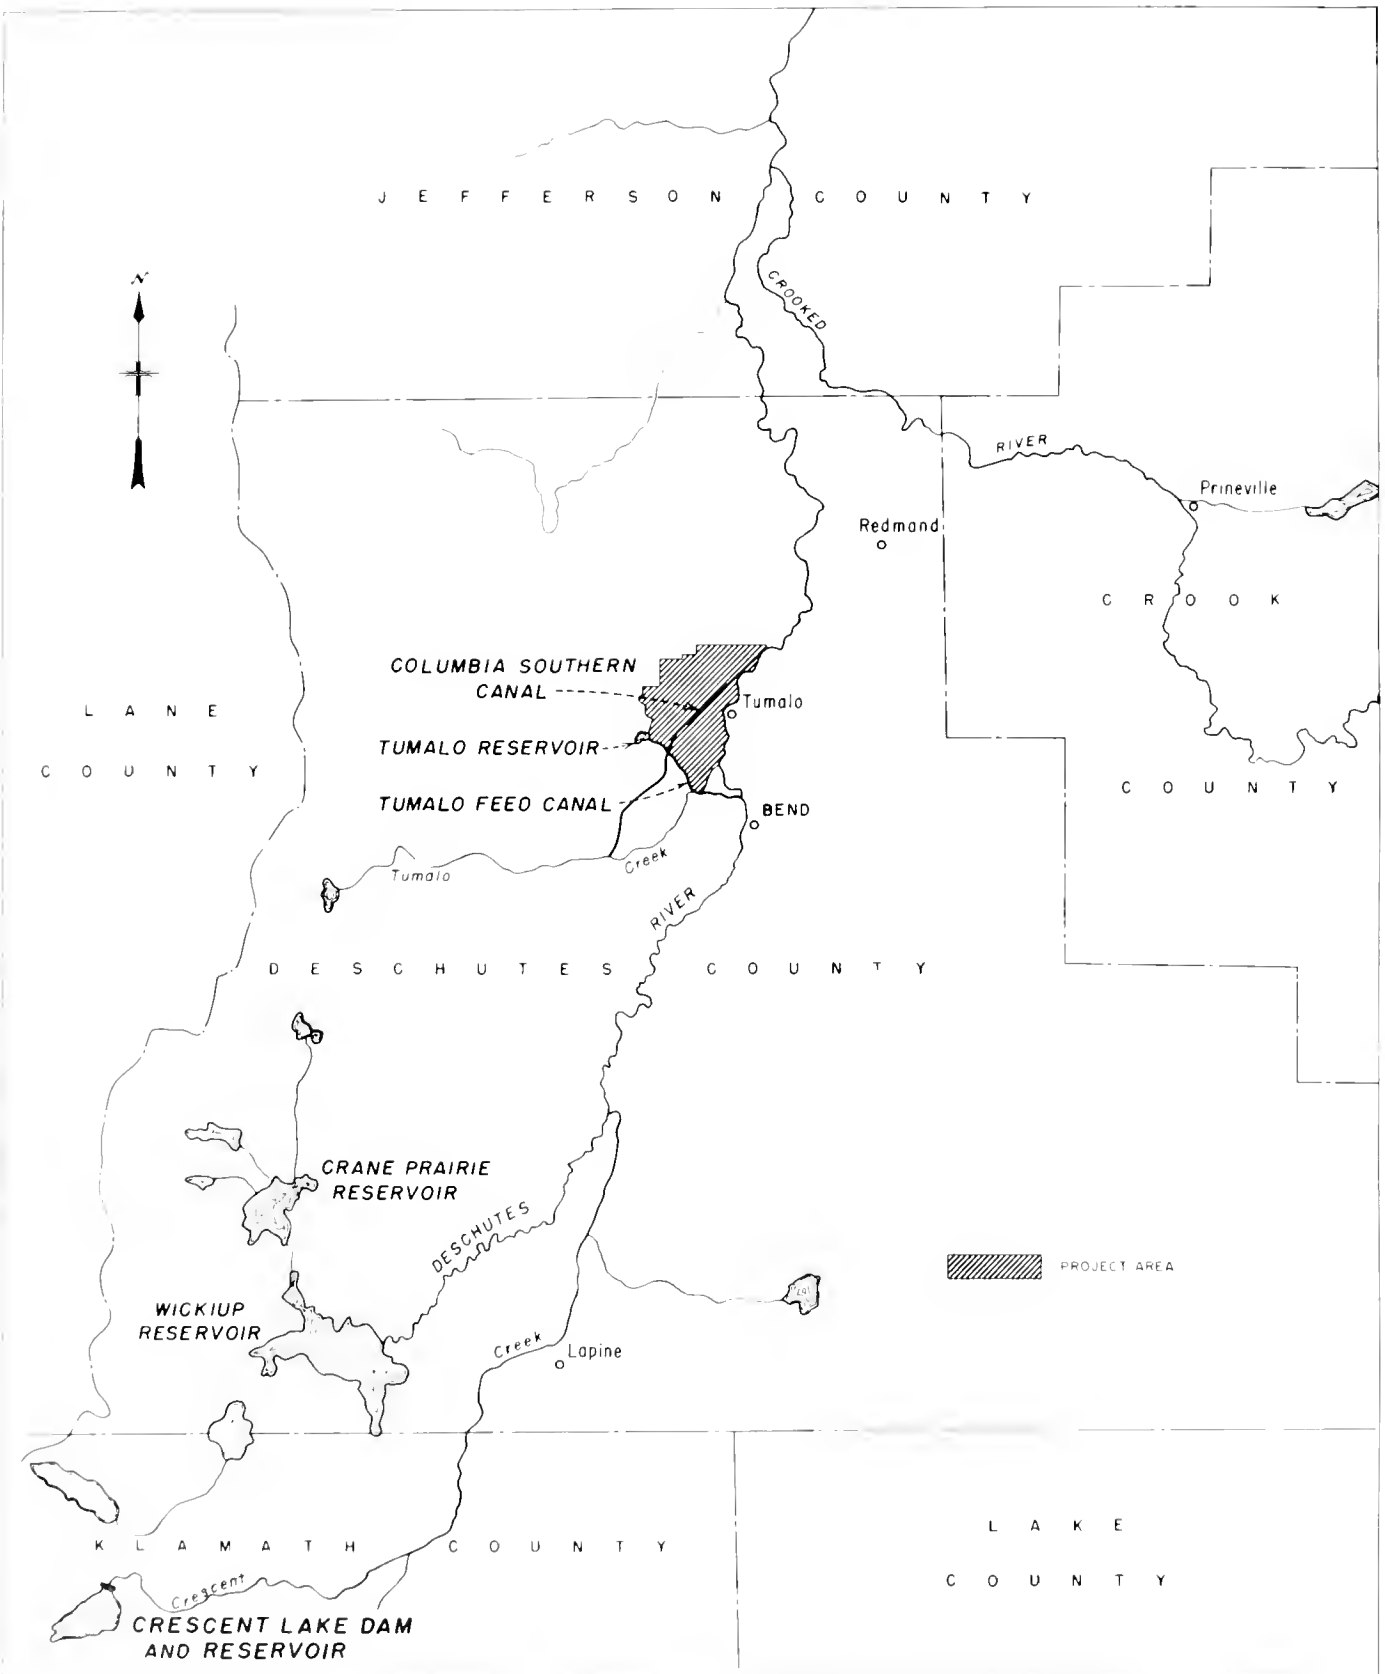 JEFFERSON COUNTY
N
CROOKED
RIVER
Prineville
Redmond
CROOK
COLUMBIA SOUTHERN
CANAL
Tumalo
LANE
TUMALO RESERVOIR
COUNTY
COUNTY
TUMALO FEED CANAL
BEND
Creek
Tumalo
RIVER
DESCHUTES COUNTY
CRANE PRAIRIE
RESERVOIR
DESCHUTES
PROJECT AREA
WICKIUP
RESERVOIR
Creek
Lapine
LAKE
KLAMATH COUNTY
COUNTY
Crescent
CRESCENT LAKE DAM
AND RESERVOIR